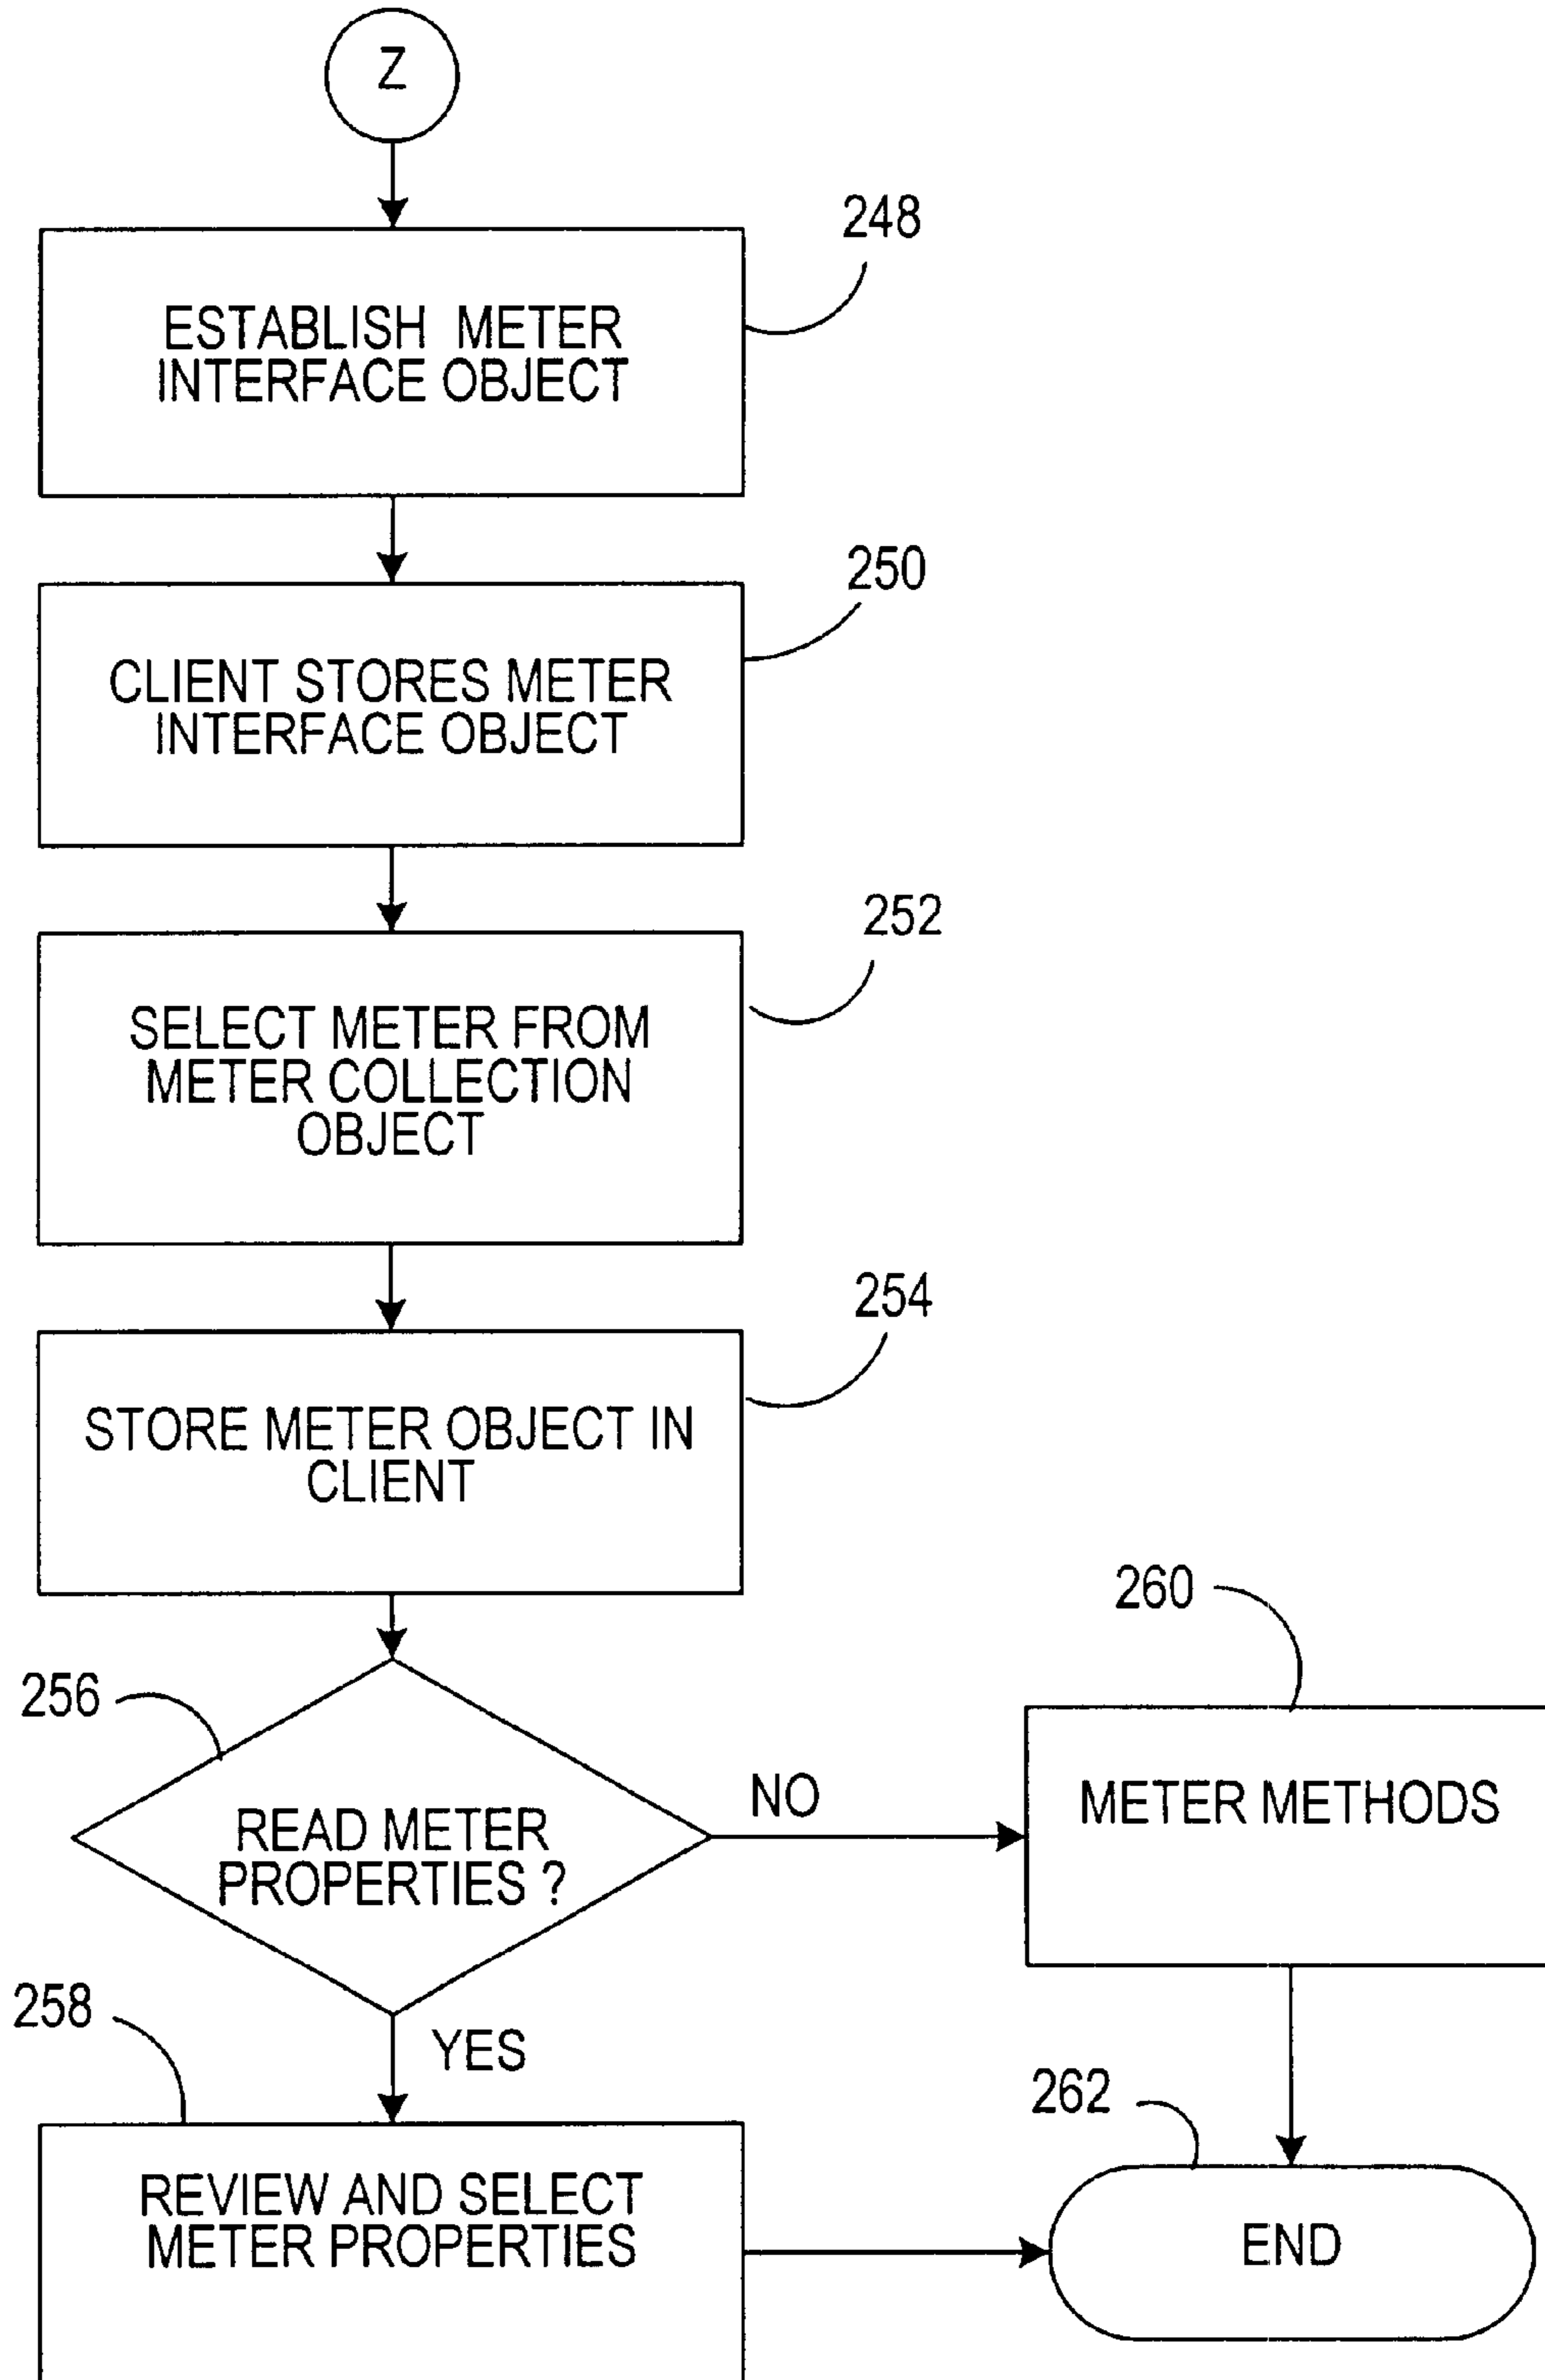 Z
248
ESTABLISH METER
INTERFACE OBJECT
250
CLIENT STORES METER
INTERFACE OBJECT
252
SELECT METER FROM
METER COLLECTION
OBJECT
254
STORE METER OBJECT IN
CLIENT
256
READ METER
PROPERTIES ?
NO
260
METER METHODS
YES
258
REVIEW AND SELECT
METER PROPERTIES
262
END